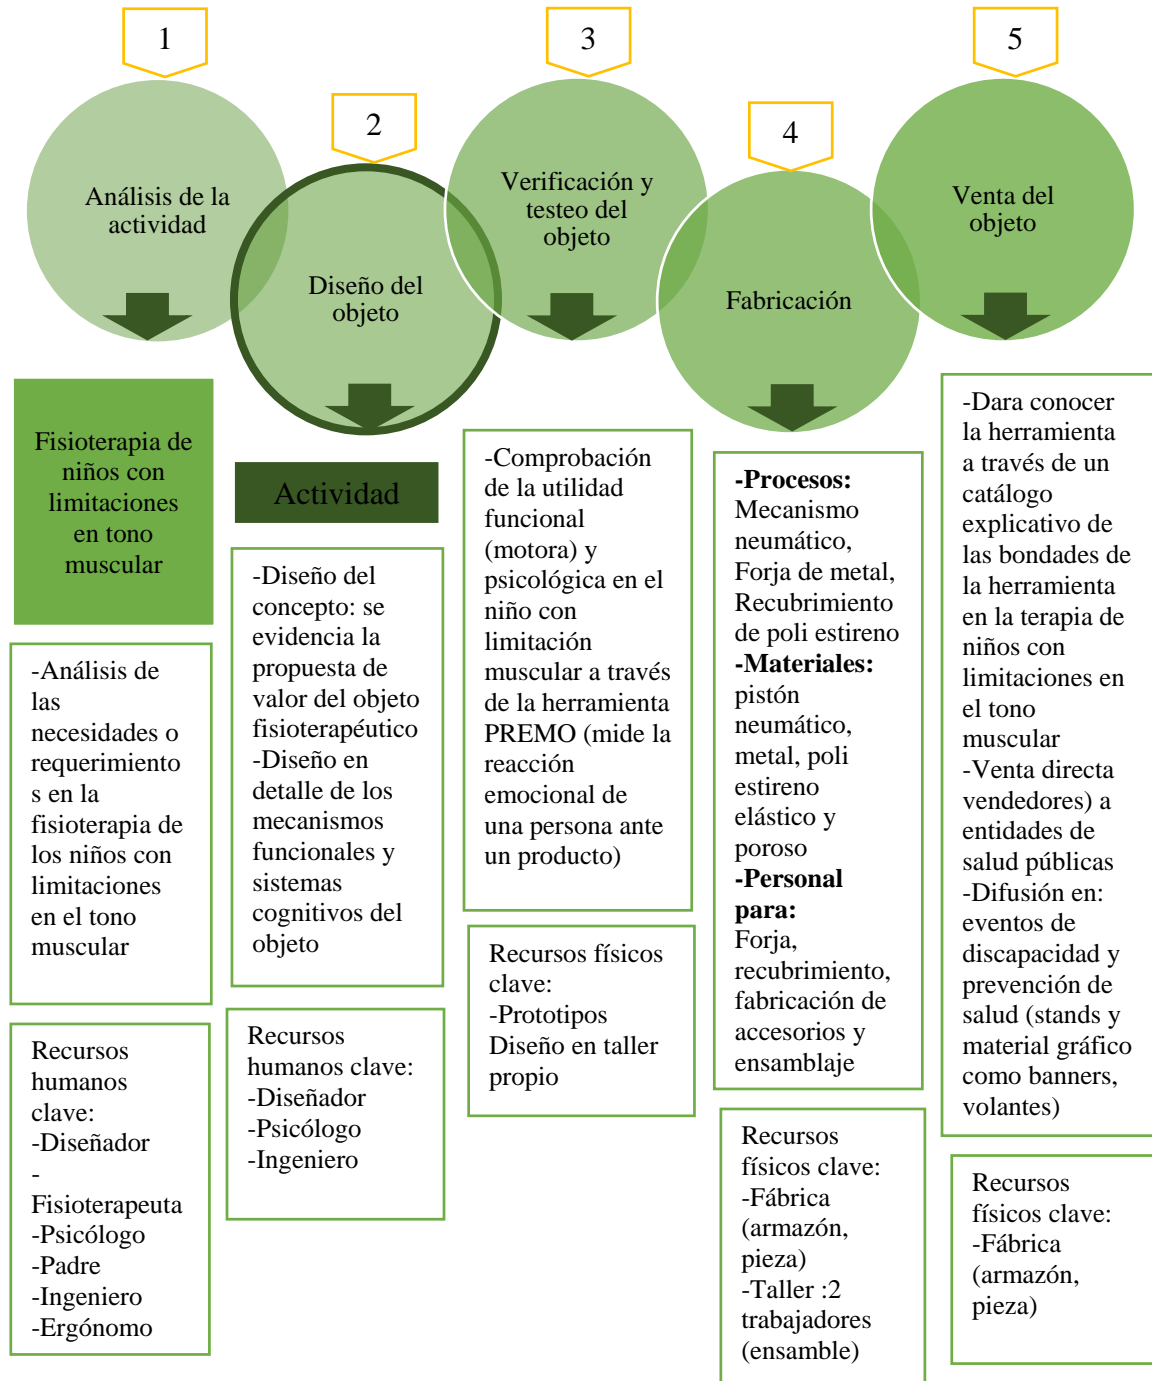 1
Análisis de la
actividad
2
Diseño del
objeto
3
Verificación y
testeo del
objeto
4
Fabricación
5
Venta del
objeto
Fisioterapia de
niños con
limitaciones
en tono
muscular
-Análisis de
las
necesidades o
requerimiento
s en la
fisioterapia de
los niños con
limitaciones
en el tono
muscular
Recursos
humanos
clave:
-Diseñador
-
Fisioterapeuta
-Psicólogo
-Padre
-Ingeniero
-Ergónomo
Actividad
-Diseño del
concepto: se
evidencia la
propuesta de
valor del objeto
fisioterapéutico
-Diseño en
detalle de los
mecanismos
funcionales y
sistemas
cognitivos del
objeto
Recursos
humanos clave:
-Diseñador
-Psicólogo
-Ingeniero
-Comprobación
de la utilidad
funcional
(motora) y
psicológica en el
niño con
limitación
muscular a través
de la herramienta
PREMO (mide la
reacción
emocional de
una persona ante
un producto)
Recursos físicos
clave:
-Prototipos
Diseño en taller
propio
-Procesos:
Mecanismo
neumático,
Forja de metal,
Recubrimiento
de poli estireno
-Materiales:
pistón
neumático,
metal, poli
estireno
elástico y
poroso
-Personal
para:
Forja,
recubrimiento,
fabricación de
accesorios y
ensamblaje
Recursos
físicos clave:
-Fábrica
(armazón,
pieza)
-Taller :2
trabajadores
(ensamble)
-Dara conocer
la herramienta
a través de un
catálogo
explicativo de
las bondades de
la herramienta
en la terapia de
niños con
limitaciones en
el tono
muscular
-Venta directa
vendedores) a
entidades de
salud públicas
-Difusión en:
eventos de
discapacidad y
prevención de
salud (stands y
material gráfico
como banners,
volantes)
Recursos
físicos clave:
-Fábrica
(armazón,
pieza)